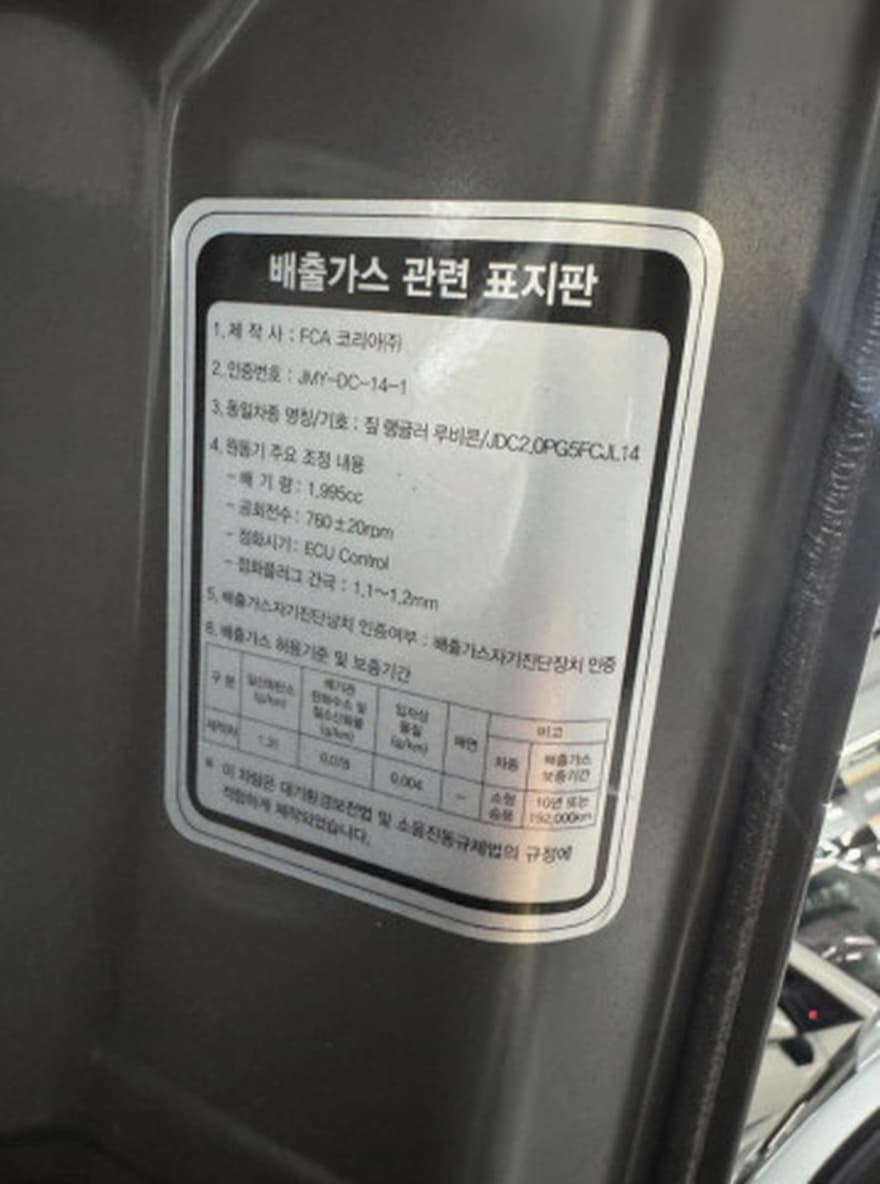 배출가스 관련 표지판
1. 제 작 사 : FCA 코리아㈜
2. 인증번호 : JMY-DC-14-1
3. 동일차종 명칭/기호 : 짚 랭글러 루비콘/JDC2.0PG5FCJL14
4. 원동기 주요 조정 내용
- 배 기 량 : 1,995cc
- 공회전수 : 760±20rpm
- 점화시기 : ECU Control
- 점화플러그 간극 : 1.1~1.2mm
5. 배출가스자기진단장치 인증여부 : 배출가스자기진단장치 인증
6. 배출가스 허용기준 및 보증기간
구 분 일산화탄소 (g/km) 배기관 탄화수소 및 질소산화물 (g/km) 입자상 물질 (g/km) 매연 비고
차종 배출가스 보증기간
제작차 0.004 - 소형 승용 10년 또는 192,000km
※ 이 차량은 대기환경보전법 및 소음진동규제법의 규정에
적합하게 제작되었습니다.